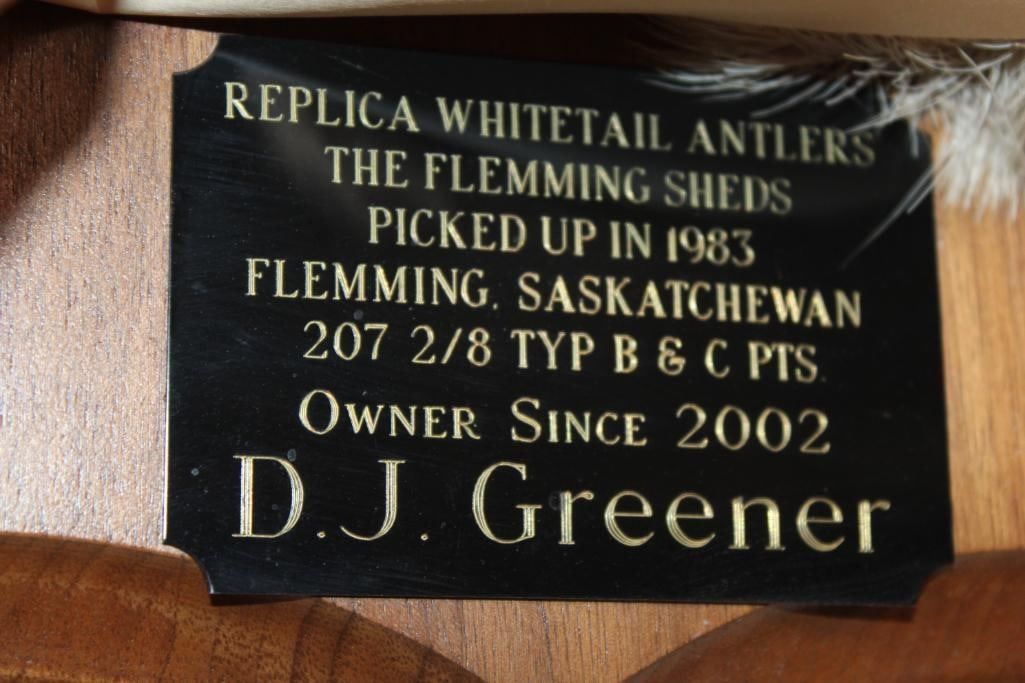 REPLICA WHITETAIL ANTLERS
THE FLEMMING SHEDS
PICKED UP IN 1983
FLEMMING, SASKATCHEWAN
207 2/8 TYP B & C PTS.
OWNER SINCE 2002
D.J. Greener